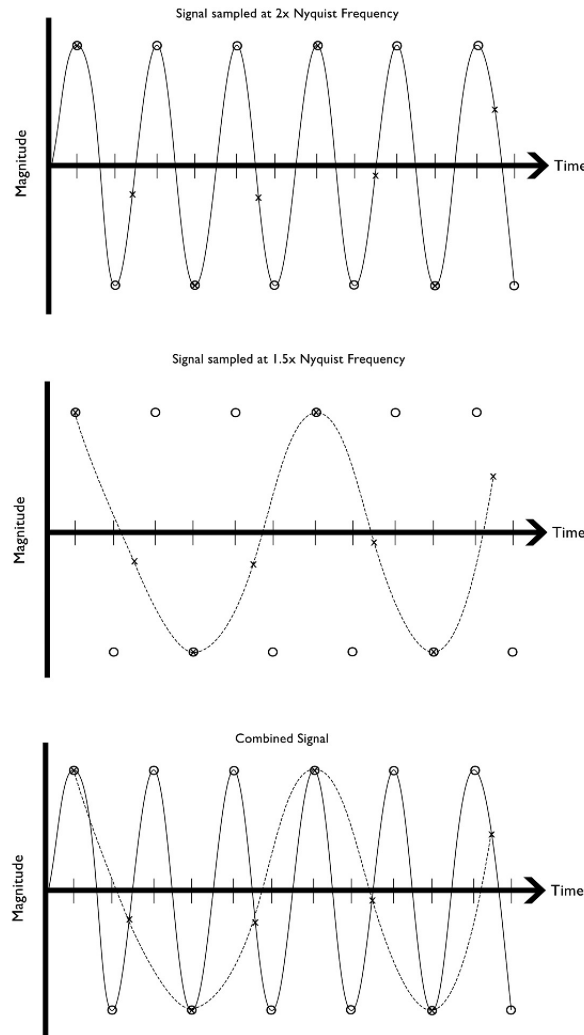 Signal sampled at 2x Nyquist Frequency
Magnitude
Time
Signal sampled at 1.5x Nyquist Frequency
Magnitude
Time
Combined Signal
Magnitude
Time